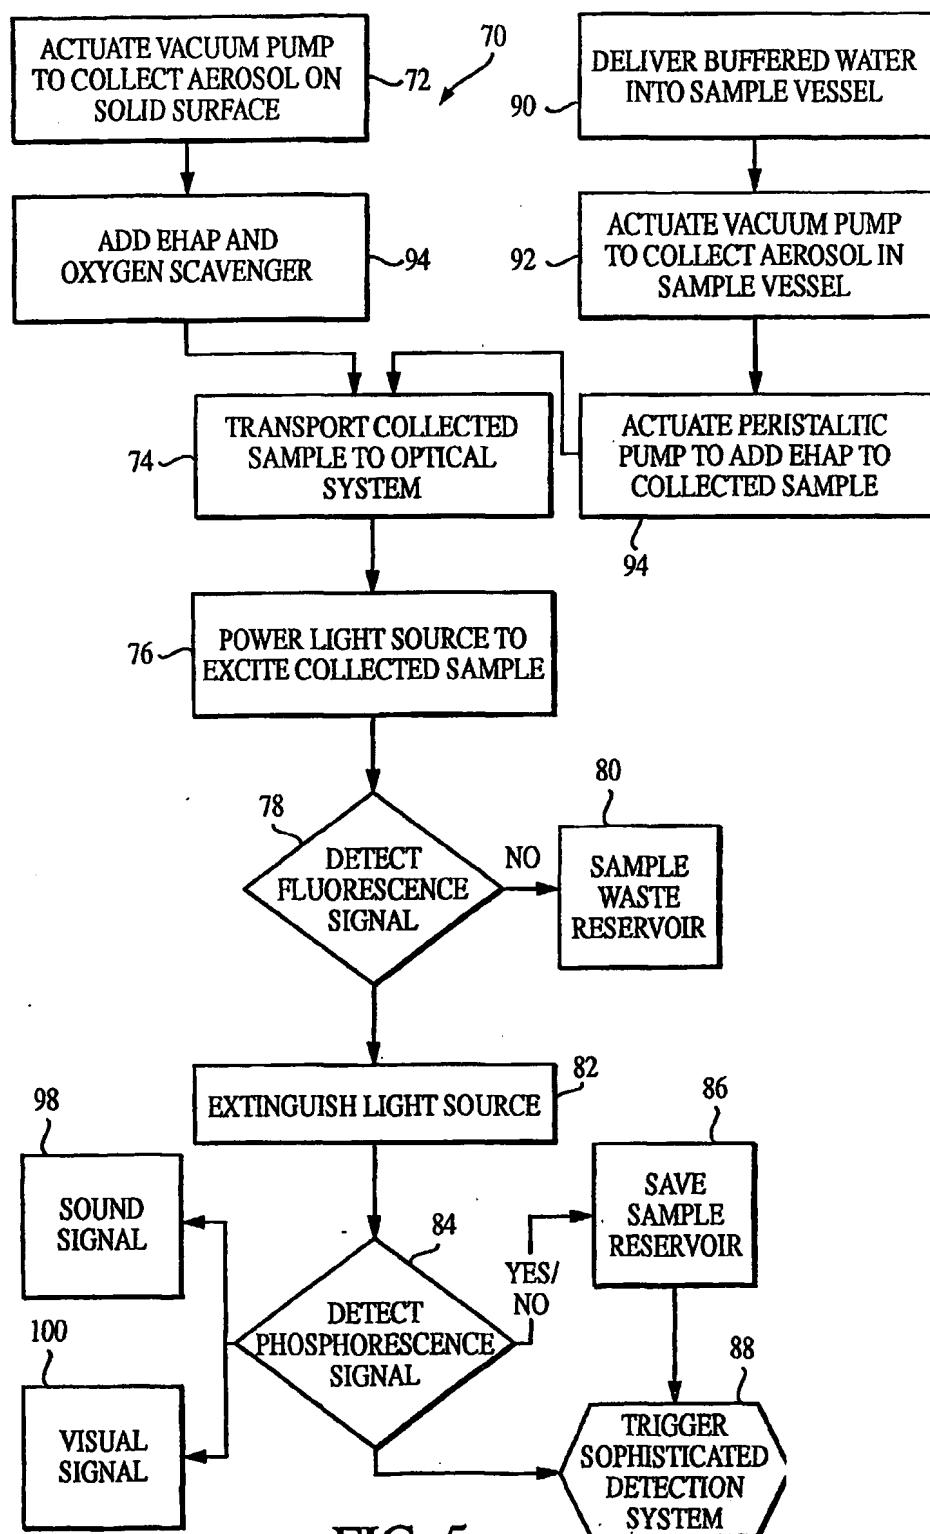 ACTUATE VACUUM PUMP
TO COLLECT AEROSOL ON
SOLID SURFACE
72
70
DELIVER BUFFERED WATER
INTO SAMPLE VESSEL
90
ADD EHAP AND
OXYGEN SCAVENGER
94
ACTUATE VACUUM PUMP
TO COLLECT AEROSOL IN
SAMPLE VESSEL
92
TRANSPORT COLLECTED
SAMPLE TO OPTICAL
SYSTEM
74
ACTUATE PERISTALTIC
PUMP TO ADD EHAP TO
COLLECTED SAMPLE
94
POWER LIGHT SOURCE TO
EXCITE COLLECTED SAMPLE
76
78
DETECT
FLUORESCENCE
SIGNAL
NO
80
SAMPLE
WASTE
RESERVOIR
EXTINGUISH LIGHT SOURCE
82
98
SOUND
SIGNAL
84
DETECT
PHOSPHORESCENCE
SIGNAL
YES/
NO
86
SAVE
SAMPLE
RESERVOIR
100
VISUAL
SIGNAL
88
TRIGGER
SOPHISTICATED
DETECTION
SYSTEM
FIG. 5